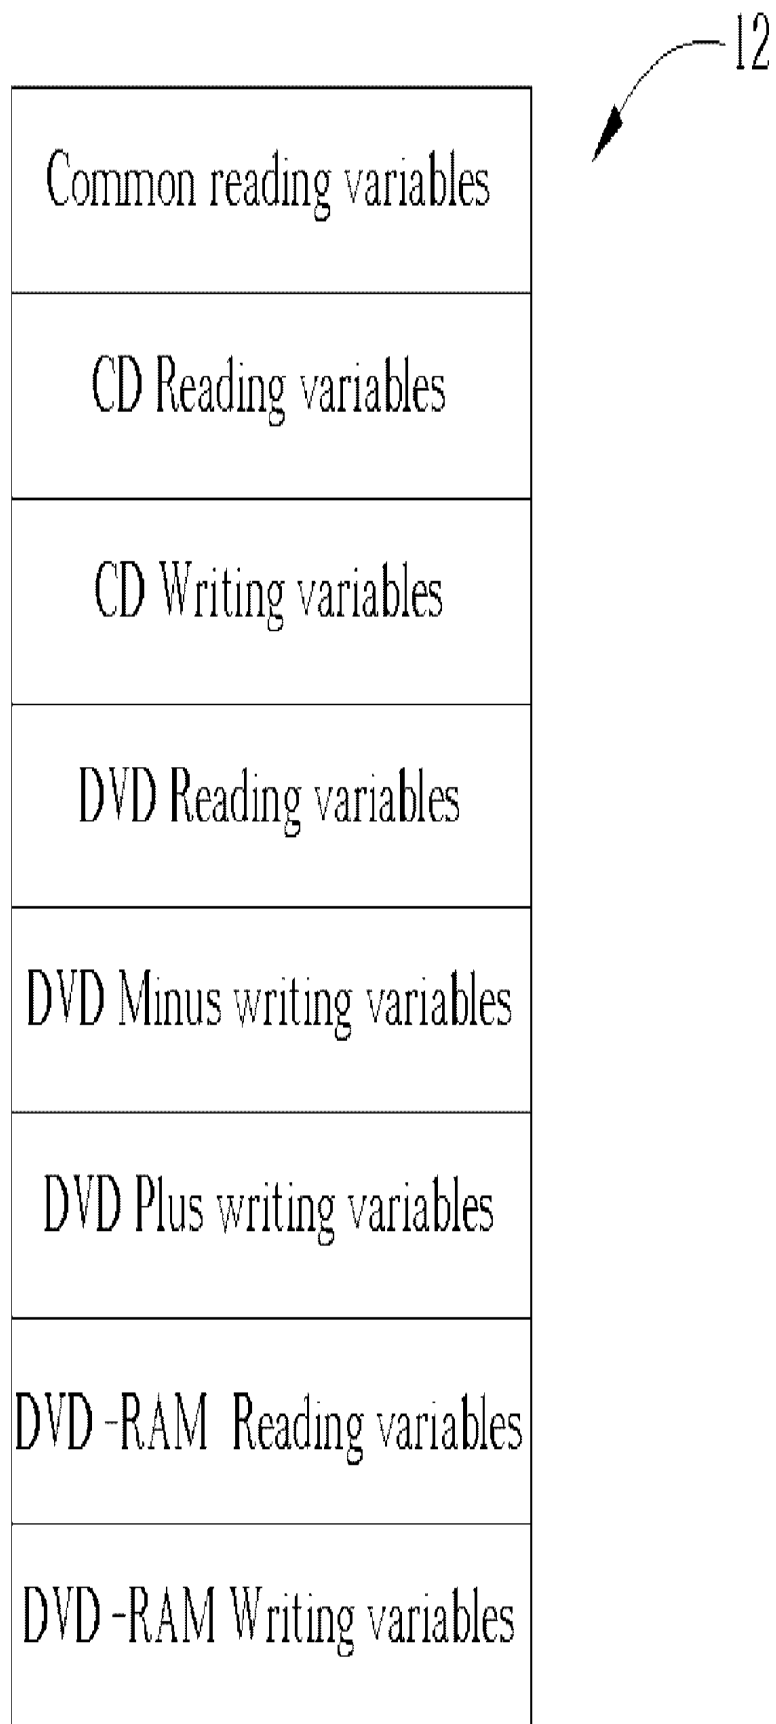 12
Common reading variables
CD Reading variables
CD Writing variables
DVD Reading variables
DVD Minus writing variables
DVD Plus writing variables
DVD -RAM Reading variables
DVD -RAM Writing variables